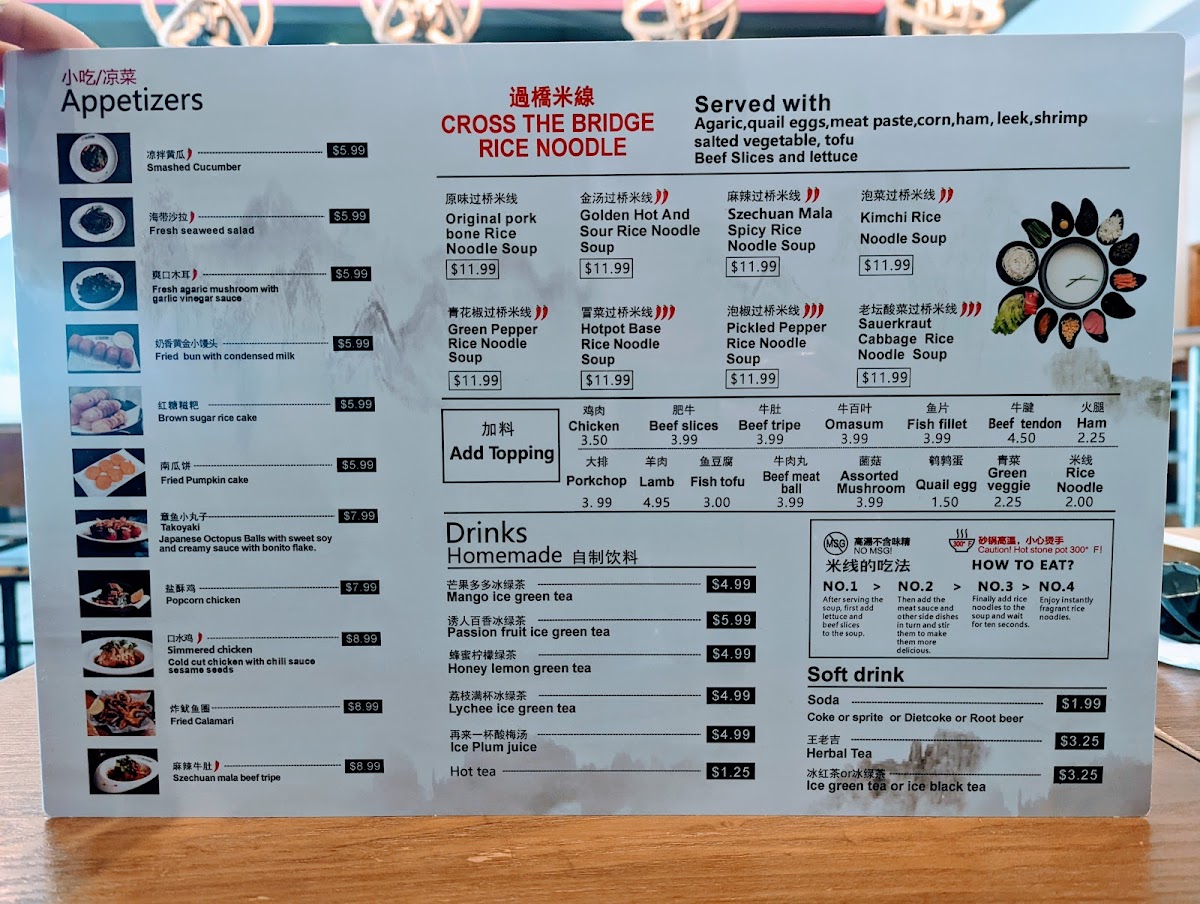 小吃/凉菜
Appetizers
凉拌黄瓜 $5.99
Smashed Cucumber
海带沙拉 $5.99
Fresh seaweed salad
爽口木耳 $5.99
Fresh agaric mushroom with
garlic vinegar sauce
奶香黄金小馒头 $5.99
Fried bun with condensed milk
红糖糍粑 $5.99
Brown sugar rice cake
南瓜饼 $5.99
Fried Pumpkin cake
章鱼小丸子 $7.99
Takoyaki
Japanese Octopus Balls with sweet soy
and creamy sauce with bonito flake.
盐酥鸡 $7.99
Popcorn chicken
口水鸡 $8.99
Simmered chicken
Cold cut chicken with chili sauce
sesame seeds
炸鱿鱼圈 $8.99
Fried Calamari
麻辣牛肚 $8.99
Szechuan mala beef tripe
過橋米線
CROSS THE BRIDGE
RICE NOODLE
Served with
Agaric,quail eggs,meat paste,corn,ham, leek,shrimp
salted vegetable, tofu
Beef Slices and lettuce
原味过桥米线
Original pork
bone Rice
Noodle Soup
$11.99
金汤过桥米线
Golden Hot And
Sour Rice Noodle
Soup
$11.99
麻辣过桥米线
Szechuan Mala
Spicy Rice
Noodle Soup
$11.99
泡菜过桥米线
Kimchi Rice
Noodle Soup
$11.99
青花椒过桥米线
Green Pepper
Rice Noodle
Soup
$11.99
冒菜过桥米线
Hotpot Base
Rice Noodle
Soup
$11.99
泡椒过桥米线
Pickled Pepper
Rice Noodle
Soup
$11.99
老坛酸菜过桥米线
Sauerkraut
Cabbage Rice
Noodle Soup
$11.99
加料
Add Topping
鸡肉 肥牛 牛肚 牛百叶 鱼片 牛腱 火腿
Chicken Beef slices Beef tripe Omasum Fish fillet Beef tendon Ham
3.50 3.99 3.99 3.99 3.99 4.50 2.25
大排 羊肉 鱼豆腐 牛肉丸 菌菇 鹌鹑蛋 青菜 米线
Porkchop Lamb Fish tofu Beef meat ball Assorted Mushroom Quail egg Green veggie Rice Noodle
3.99 4.95 3.00 3.99 3.99 1.50 2.25 2.00
Drinks
Homemade 自制饮料
芒果多多冰绿茶 $4.99
Mango ice green tea
诱人百香冰绿茶 $5.99
Passion fruit ice green tea
蜂蜜柠檬绿茶 $4.99
Honey lemon green tea
荔枝满杯冰绿茶 $4.99
Lychee ice green tea
再来一杯酸梅汤 $4.99
Ice Plum juice
Hot tea $1.25
MSG
高湯不含味精
NO MSG!
300° F
砂锅高温，小心烫手
Caution! Hot stone pot 300° F!
米线的吃法
HOW TO EAT?
NO.1 > NO.2 > NO.3 > NO.4
After serving the
soup, first add
lettuce and
beef slices
to the soup.
Then add the
meat sauce and
other side dishes
in turn and stir
them to make
them more
delicious.
Finally add rice
noodles to the
soup and wait
for ten seconds.
Enjoy instantly
fragrant rice
noodles.
Soft drink
Soda $1.99
Coke or sprite or Dietcoke or Root beer
王老吉 $3.25
Herbal Tea
冰红茶or冰绿茶 $3.25
Ice green tea or ice black tea